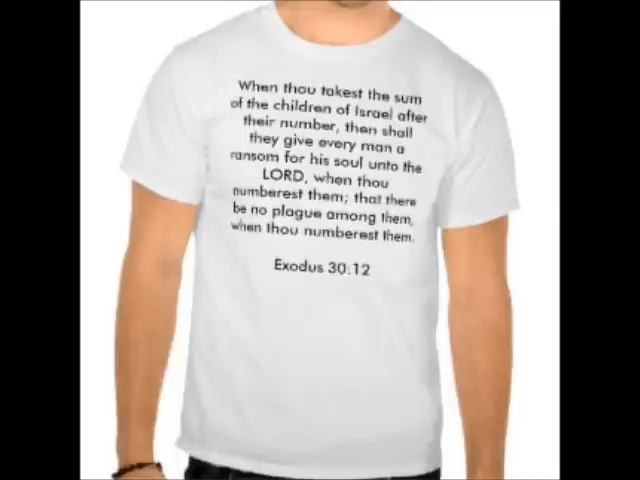 When thou takest the sum
of the children of Israel after
their number, then shall
they give every man a
ransom for his soul unto the
LORD, when thou
numberest them; that there
be no plague among them,
when thou numberest them.
Exodus 30:12